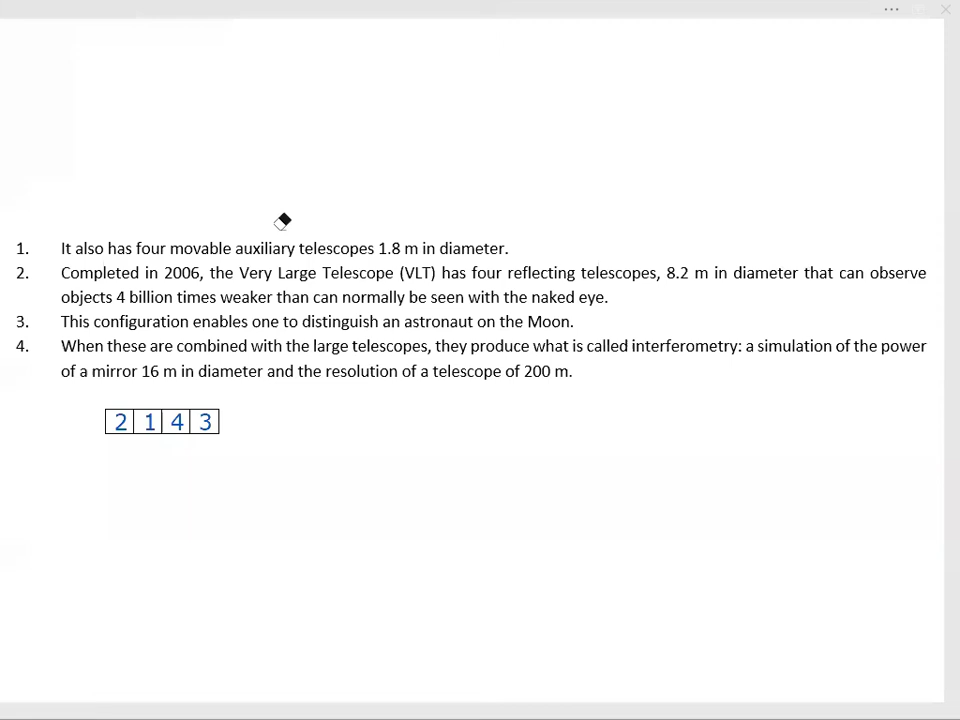 1. It also has four movable auxiliary telescopes 1.8 m in diameter.
2. Completed in 2006, the Very Large Telescope (VLT) has four reflecting telescopes, 8.2 m in diameter that can observe
objects 4 billion times weaker than can normally be seen with the naked eye.
3. This configuration enables one to distinguish an astronaut on the Moon.
4. When these are combined with the large telescopes, they produce what is called interferometry: a simulation of the power
of a mirror 16 m in diameter and the resolution of a telescope of 200 m.
2 1 4 3